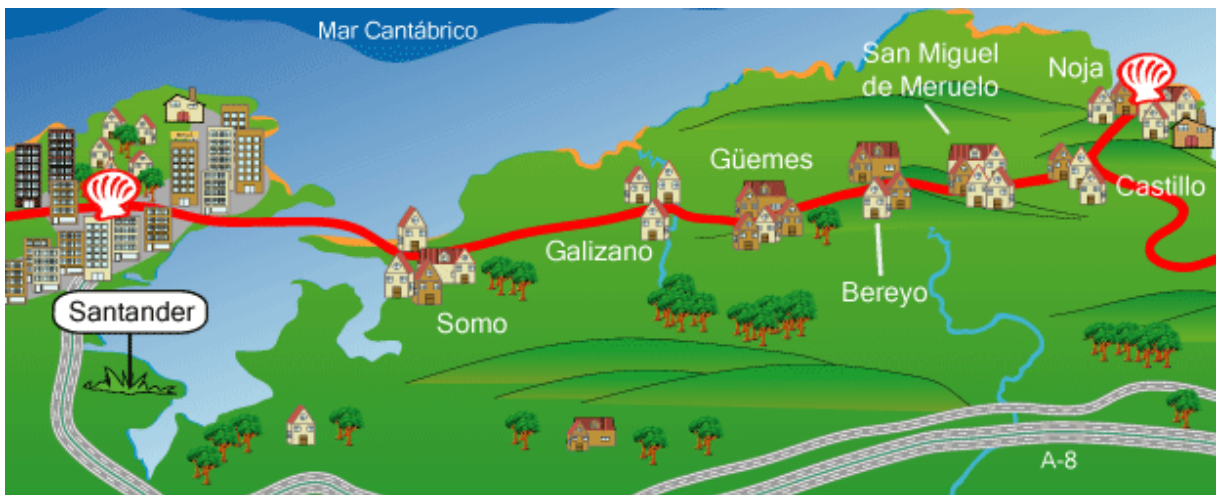 Mar Cantábrico
San Miguel
de Meruelo
Noja
Güemes
Castillo
Galizano
Bereyo
Santander
Somo
A-8